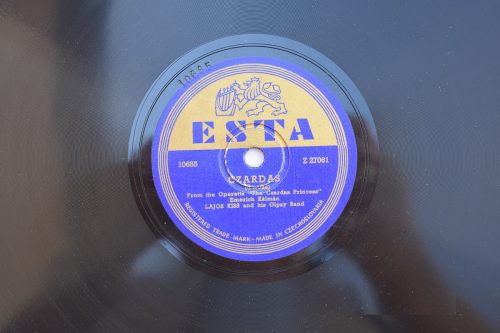 10685
ESTA
10685
Z 27061
CZARDAS
From the Operetta "The Czardas Princess"
Emerich Kálmán
LAJOS KISS and his Gipsy Band
REGISTERED TRADE MARK - MADE IN CZECHOSLOVAKIA